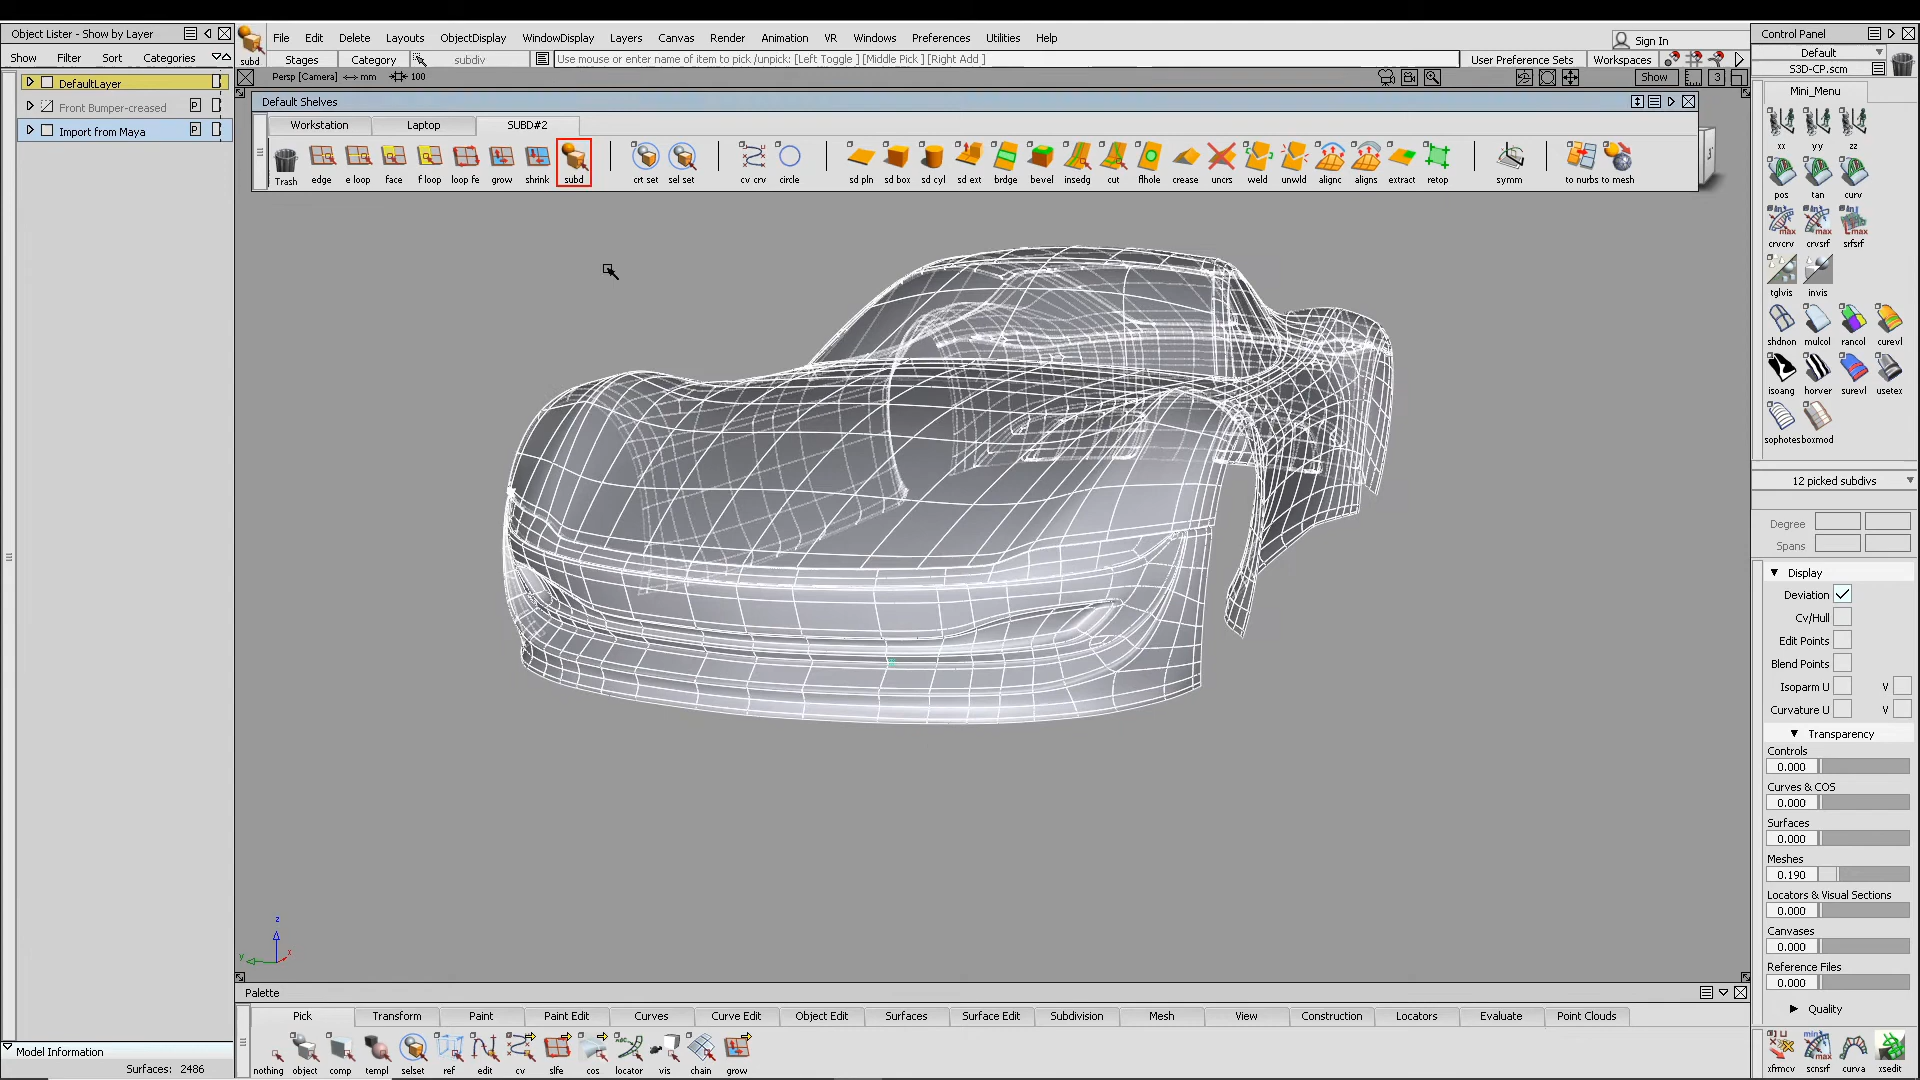 Object Lister - Show by Layer
Show Filter Sort Categories
DefaultLayer
Front Bumper-creased P
Import from Maya P
Model Information
Surfaces: 2486
subd
File Edit Delete Layouts ObjectDisplay WindowDisplay Layers Canvas Render Animation VR Windows Preferences Utilities Help
Sign In
Stages Category subdiv Use mouse or enter name of item to pick /unpick: [Left Toggle ] [Middle Pick ] [Right Add ] User Preference Sets Workspaces
Persp [Camera] mm 100 Show 3
Default Shelves
Workstation Laptop SUBD#2
Trash edge e loop face f loop loop fe grow shrink subd crt set sel set cv crv circle sd pln sd box sd cyl sd ext brdge bevel insedg cut flhole crease uncrs weld unwld alignc aligns extract retop symm to nurbs to mesh
z
y x
Palette
Pick Transform Paint Paint Edit Curves Curve Edit Object Edit Surfaces Surface Edit Subdivision Mesh View Construction Locators Evaluate Point Clouds
nothing object comp templ selset ref edit cv slfe cos locator vis chain grow
Control Panel
Default
S3D-CP.scm
Mini_Menu
xx yy zz
pos tan curv
crvcrv crvsrf srfsrf
tglvis invis
shdnon mulcol rancol curevl
isoang horver surevl usetex
sophotes boxmod
12 picked subdivs
Degree
Spans
Display
Deviation
Cv/Hull
Edit Points
Blend Points
Isoparm U V
Curvature U V
Transparency
Controls
0.000
Curves & COS
0.000
Surfaces
0.000
Meshes
0.190
Locators & Visual Sections
0.000
Canvases
0.000
Reference Files
0.000
Quality
xfrmcv scnsrf curva xsedit